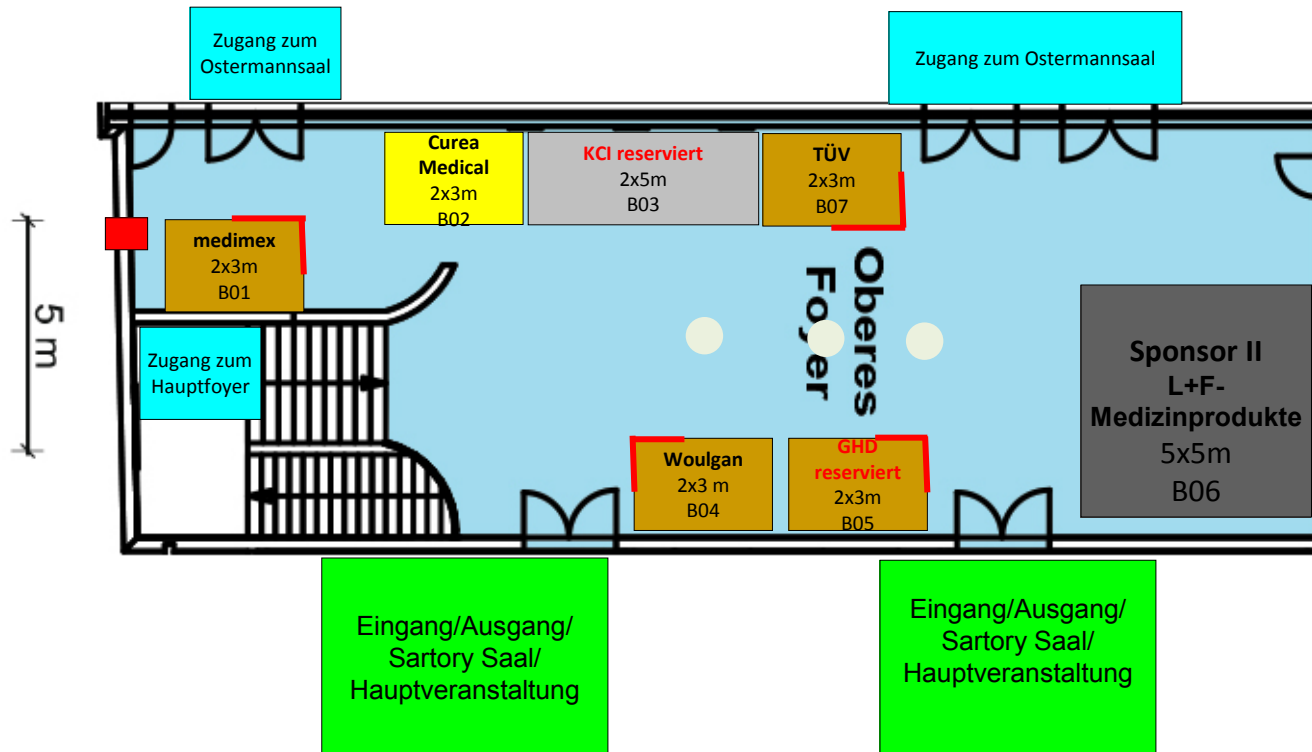 Zugang zum
Ostermannsaal
Zugang zum Ostermannsaal
Curea
Medical
2x3m
B02
KCI reserviert
2x5m
B03
TÜV
2x3m
B07
medimex
2x3m
B01
5 m
Oberes
Foyer
Zugang zum
Hauptfoyer
Sponsor II
L+F-
Medizinprodukte
5x5m
B06
Woulgan
2x3 m
B04
GHD
reserviert
2x3m
B05
Eingang/Ausgang/
Sartory Saal/
Hauptveranstaltung
Eingang/Ausgang/
Sartory Saal/
Hauptveranstaltung